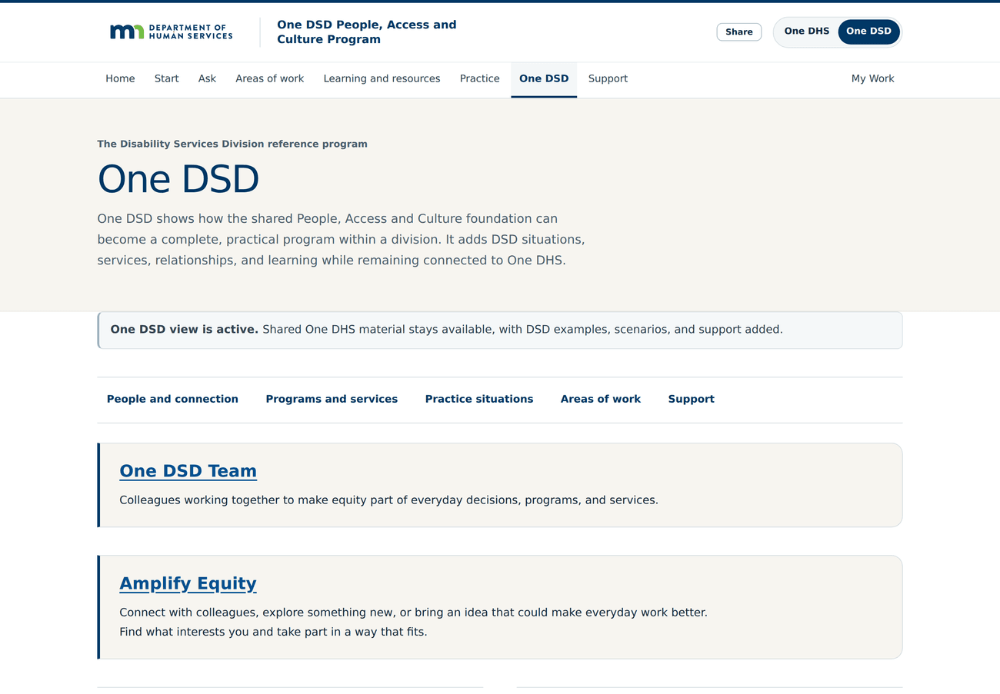 DEPARTMENT OF
HUMAN SERVICES
One DSD People, Access and
Culture Program
Share
One DHS
One DSD
Home
Start
Ask
Areas of work
Learning and resources
Practice
One DSD
Support
My Work
The Disability Services Division reference program
One DSD
One DSD shows how the shared People, Access and Culture foundation can
become a complete, practical program within a division. It adds DSD situations,
services, relationships, and learning while remaining connected to One DHS.
One DSD view is active. Shared One DHS material stays available, with DSD examples, scenarios, and support added.
People and connection
Programs and services
Practice situations
Areas of work
Support
One DSD Team
Colleagues working together to make equity part of everyday decisions, programs, and services.
Amplify Equity
Connect with colleagues, explore something new, or bring an idea that could make everyday work better.
Find what interests you and take part in a way that fits.